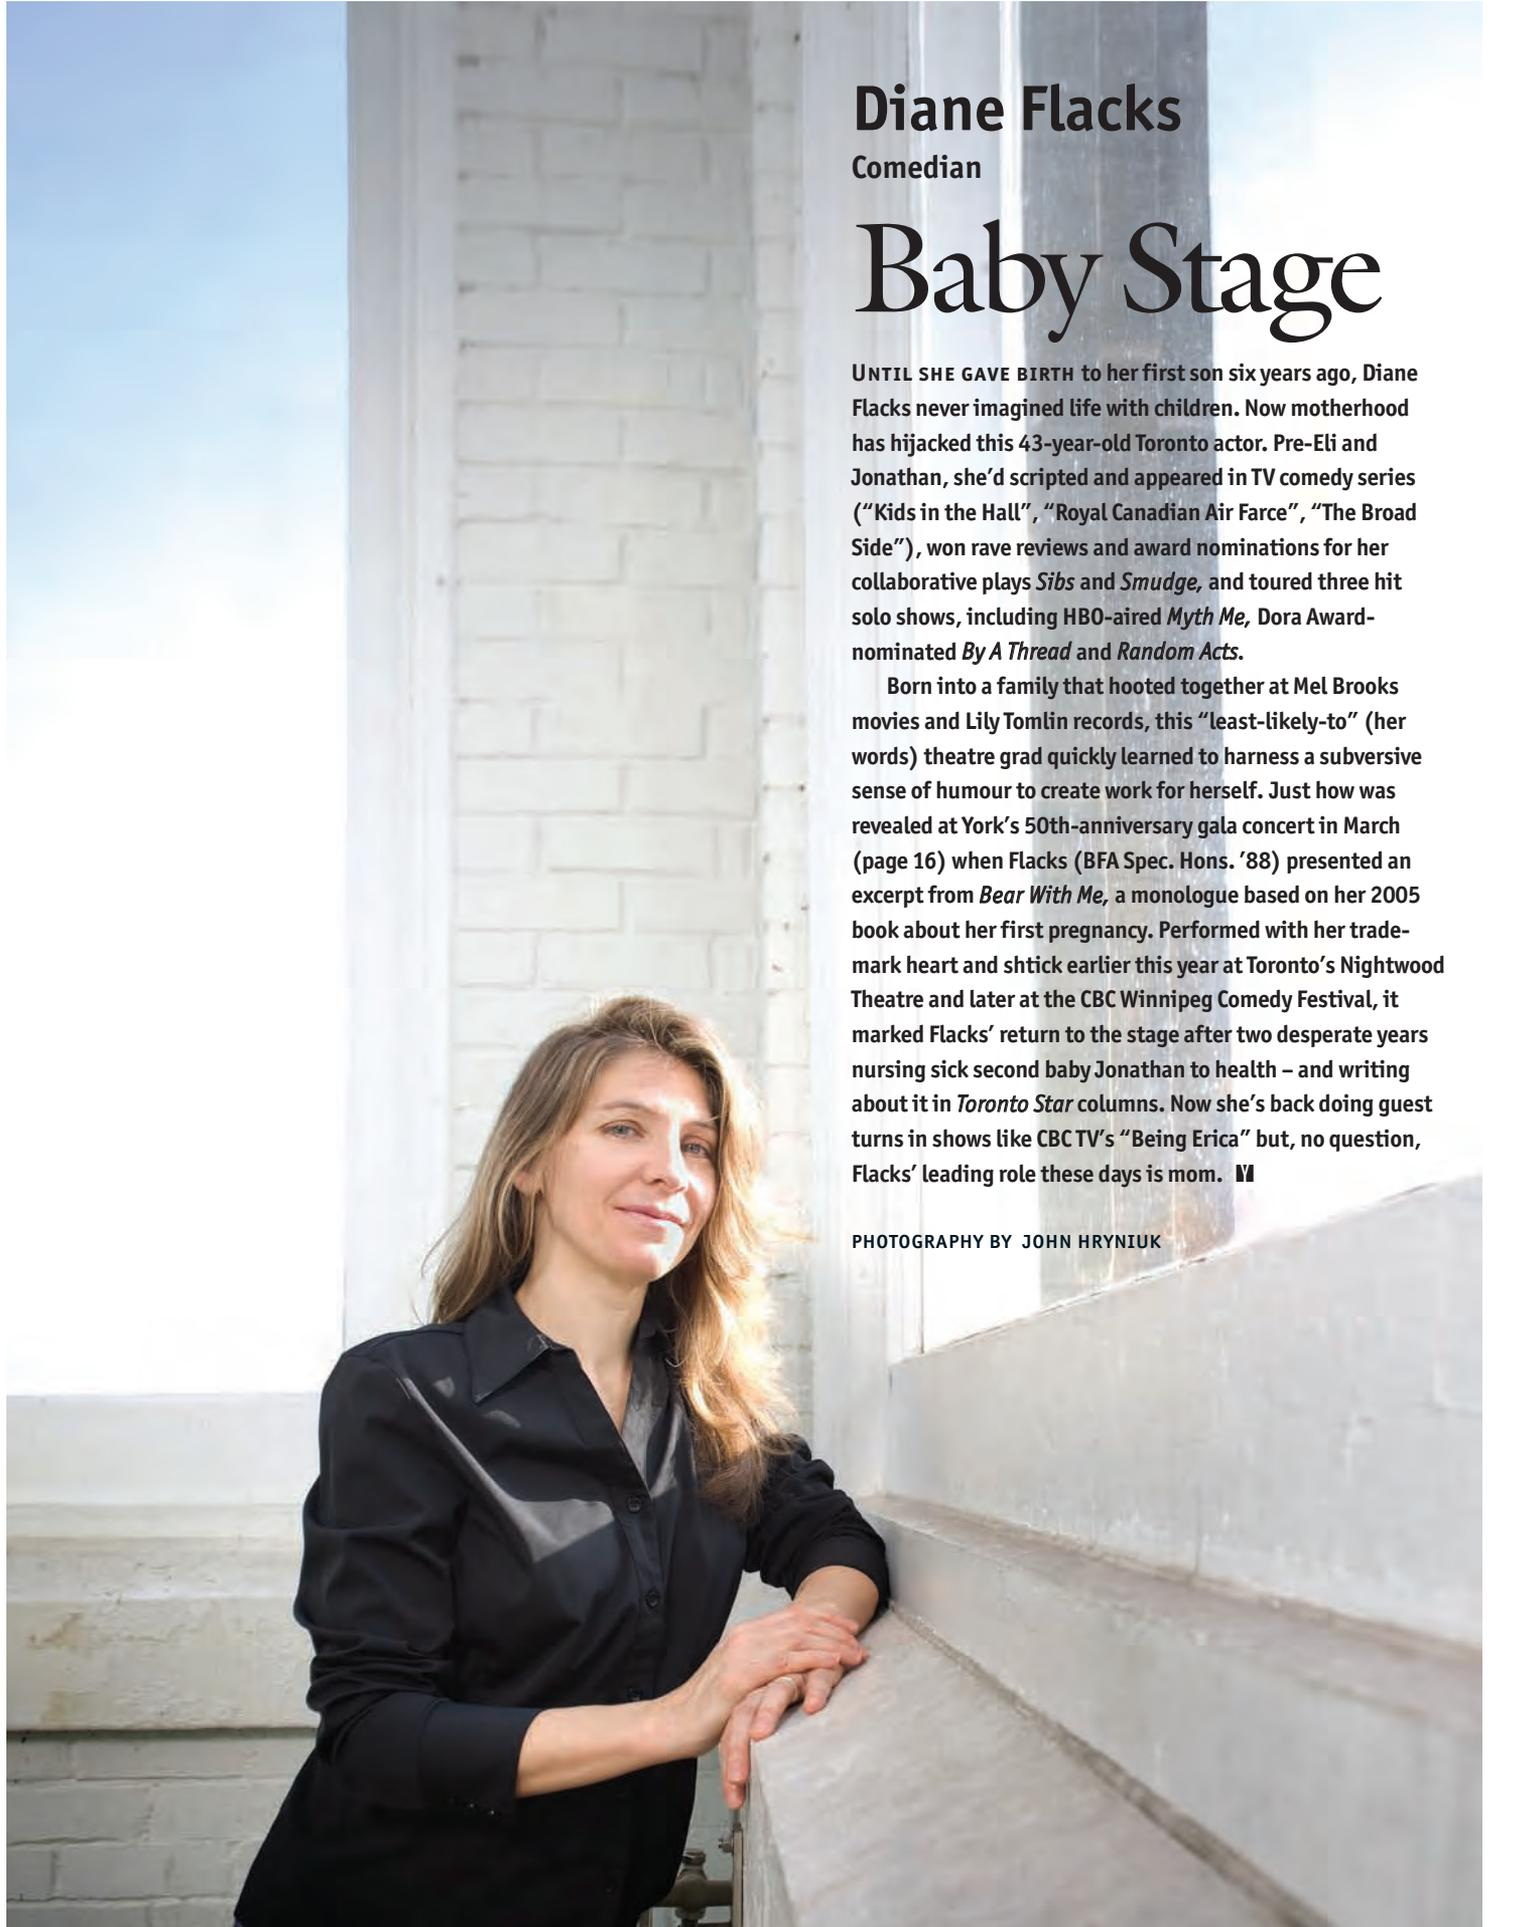 Diane Flacks
Comedian
Baby Stage
UNTIL SHE GAVE BIRTH to her first son six years ago, Diane
Flacks never imagined life with children. Now motherhood
has hijacked this 43-year-old Toronto actor. Pre-Eli and
Jonathan, she’d scripted and appeared in TV comedy series
(“Kids in the Hall”, “Royal Canadian Air Farce”, “The Broad
Side”), won rave reviews and award nominations for her
collaborative plays Sibs and Smudge, and toured three hit
solo shows, including HBO-aired Myth Me, Dora Award-
nominated By A Thread and Random Acts.
Born into a family that hooted together at Mel Brooks
movies and Lily Tomlin records, this “least-likely-to” (her
words) theatre grad quickly learned to harness a subversive
sense of humour to create work for herself. Just how was
revealed at York’s 50th-anniversary gala concert in March
(page 16) when Flacks (BFA Spec. Hons. ’88) presented an
excerpt from Bear With Me, a monologue based on her 2005
book about her first pregnancy. Performed with her trade-
mark heart and shtick earlier this year at Toronto’s Nightwood
Theatre and later at the CBC Winnipeg Comedy Festival, it
marked Flacks’ return to the stage after two desperate years
nursing sick second baby Jonathan to health – and writing
about it in Toronto Star columns. Now she’s back doing guest
turns in shows like CBC TV’s “Being Erica” but, no question,
Flacks’ leading role these days is mom. Y
PHOTOGRAPHY BY JOHN HRYNIUK